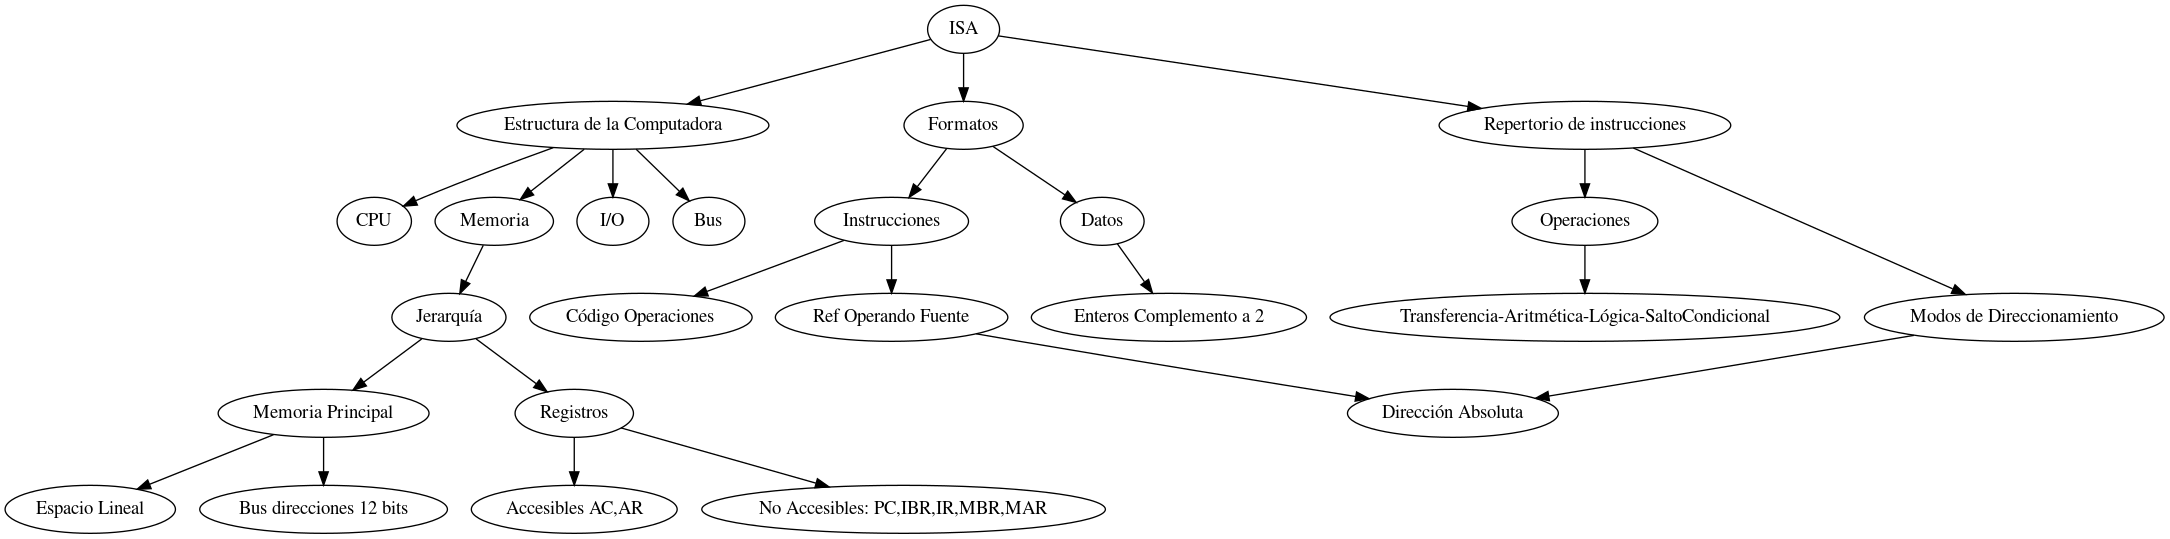 ISA
Estructura de la Computadora
Formatos
Repertorio de instrucciones
CPU
Memoria
I/O
Bus
Instrucciones
Datos
Operaciones
Jerarquía
Código Operaciones
Ref Operando Fuente
Enteros Complemento a 2
Transferencia-Aritmética-Lógica-SaltoCondicional
Modos de Direccionamiento
Memoria Principal
Registros
Dirección Absoluta
Espacio Lineal
Bus direcciones 12 bits
Accesibles AC,AR
No Accesibles: PC,IBR,IR,MBR,MAR